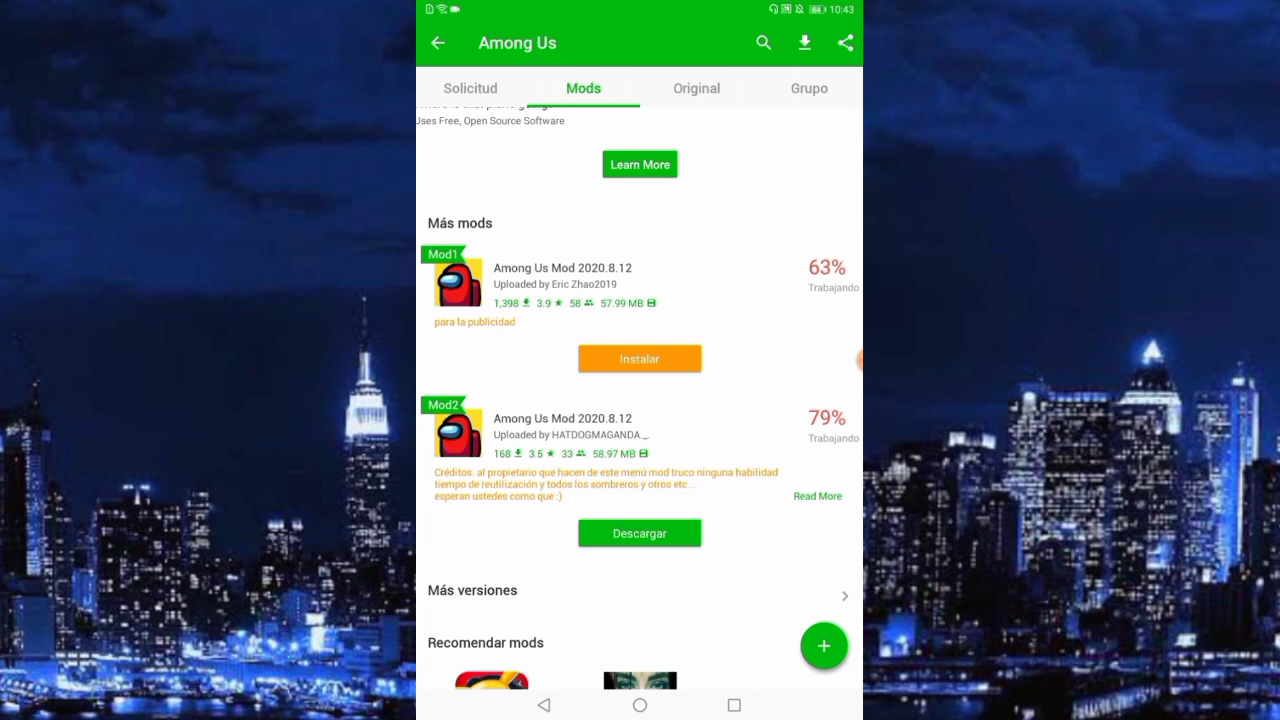 10:43
Among Us
Solicitud
Mods
Original
Grupo
Uses Free, Open Source Software
Learn More
Más mods
Mod1
Among Us Mod 2020.8.12
63%
Uploaded by Eric Zhao2019
Trabajando
1,398 3.9 58 57.99 MB
para la publicidad
Instalar
Mod2
Among Us Mod 2020.8.12
79%
Uploaded by HATDOGMAGANDA._.
Trabajando
168 3.5 33 58.97 MB
Créditos. al propietario que hacen de este menú mod truco ninguna habilidad
tiempo de reutilización y todos los sombreros y otros etc ...
esperan ustedes como que :)
Read More
Descargar
Más versiones
Recomendar mods